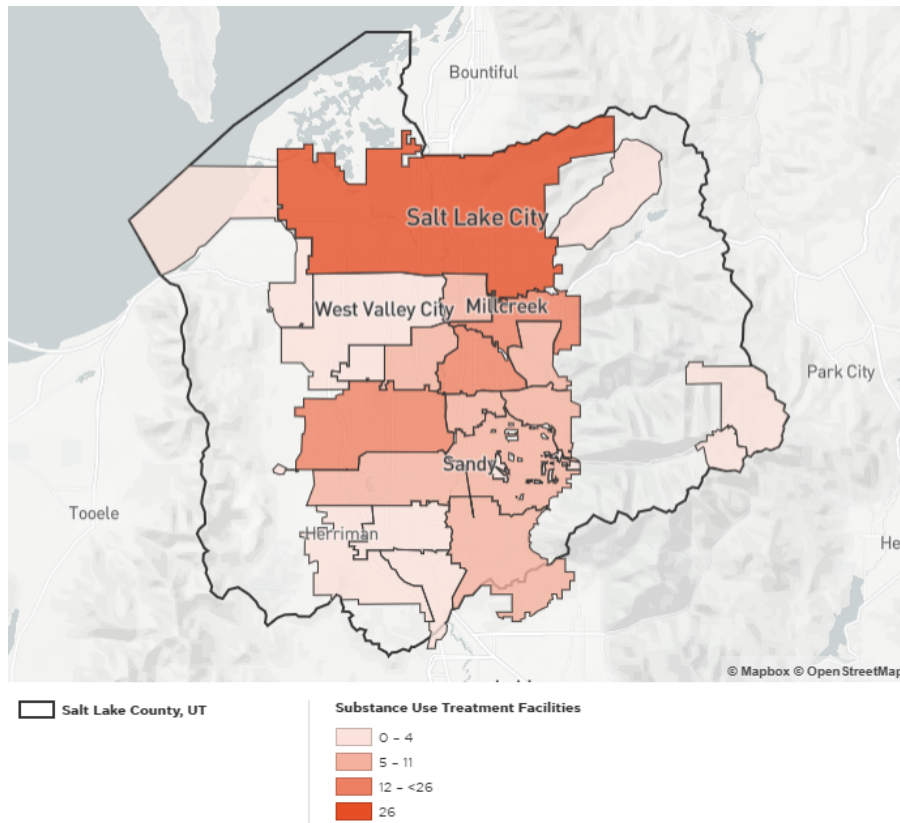 Bountiful
Salt Lake City
West Valley City
Millcreek
Park City
Sandy
Tooele
Herriman
He
© Mapbox © OpenStreetMap
Salt Lake County, UT
Substance Use Treatment Facilities
0 – 4
5 – 11
12 – <26
26